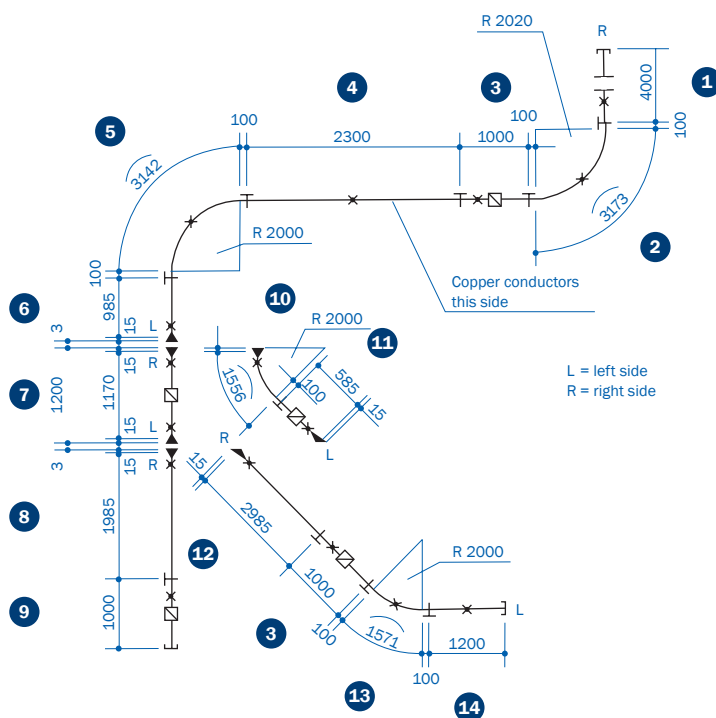 R 2020
R
1
4
3
4000
5
100
100
2300
1000
100
3142
3173
R 2000
2
100
Copper conductors
this side
985
10
6
15
L
R 2000
3
11
15
R
585
L = left side
R = right side
1556
100
7
1200
1170
15
15
L
R
L
3
15
R
15
8
1985
2985
12
R 2000
9
1000
1000
L
3
100
1571
1200
100
13
14